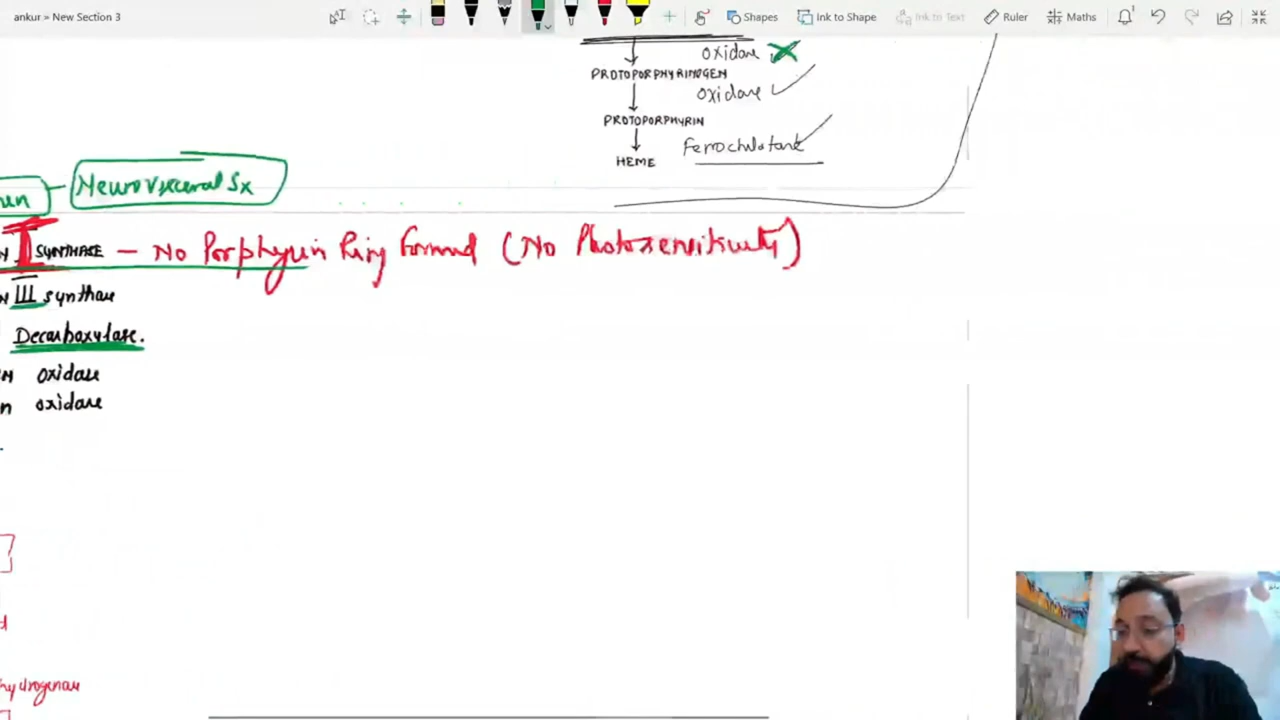 ankur > New Section 3
Shapes
Ink to Shape
Ink to Text
Ruler
Maths
oxidase
PROTOPORPHYRINOGEN
oxidase
PROTOPORPHYRIN
Ferrochelatase
HEME
Neurovisceral Sx
I SYNTHASE – No Porphyrin Ring formed (No Photosensitivity)
III synthase
Decarboxylase.
oxidase
oxidase